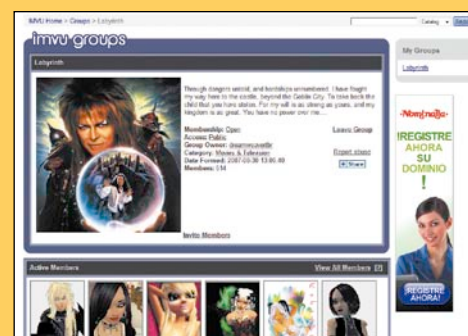 IMVU Home > Groups > Labyrinth
Catalog
imvu groups
Labyrinth
Through dangers untold, and hardships unnumbered. I have fought
my way here to the castle, beyond the Goblin City. To take back the
child that you have stolen. For my will is as strong as yours, and my
kingdom is as great. You have no power over me....
Membership: Open
Access: Public
Group Owner:
Category: Movies & Television
Date Formed:
Members: 514
Leave Group
Report abuse
Share
Invite Members
My Groups
Labyrinth
Nominalia
¡REGISTRE
AHORA
SU
DOMINIO
!
¡REGISTRE
AHORA!
Active Members
View All Members